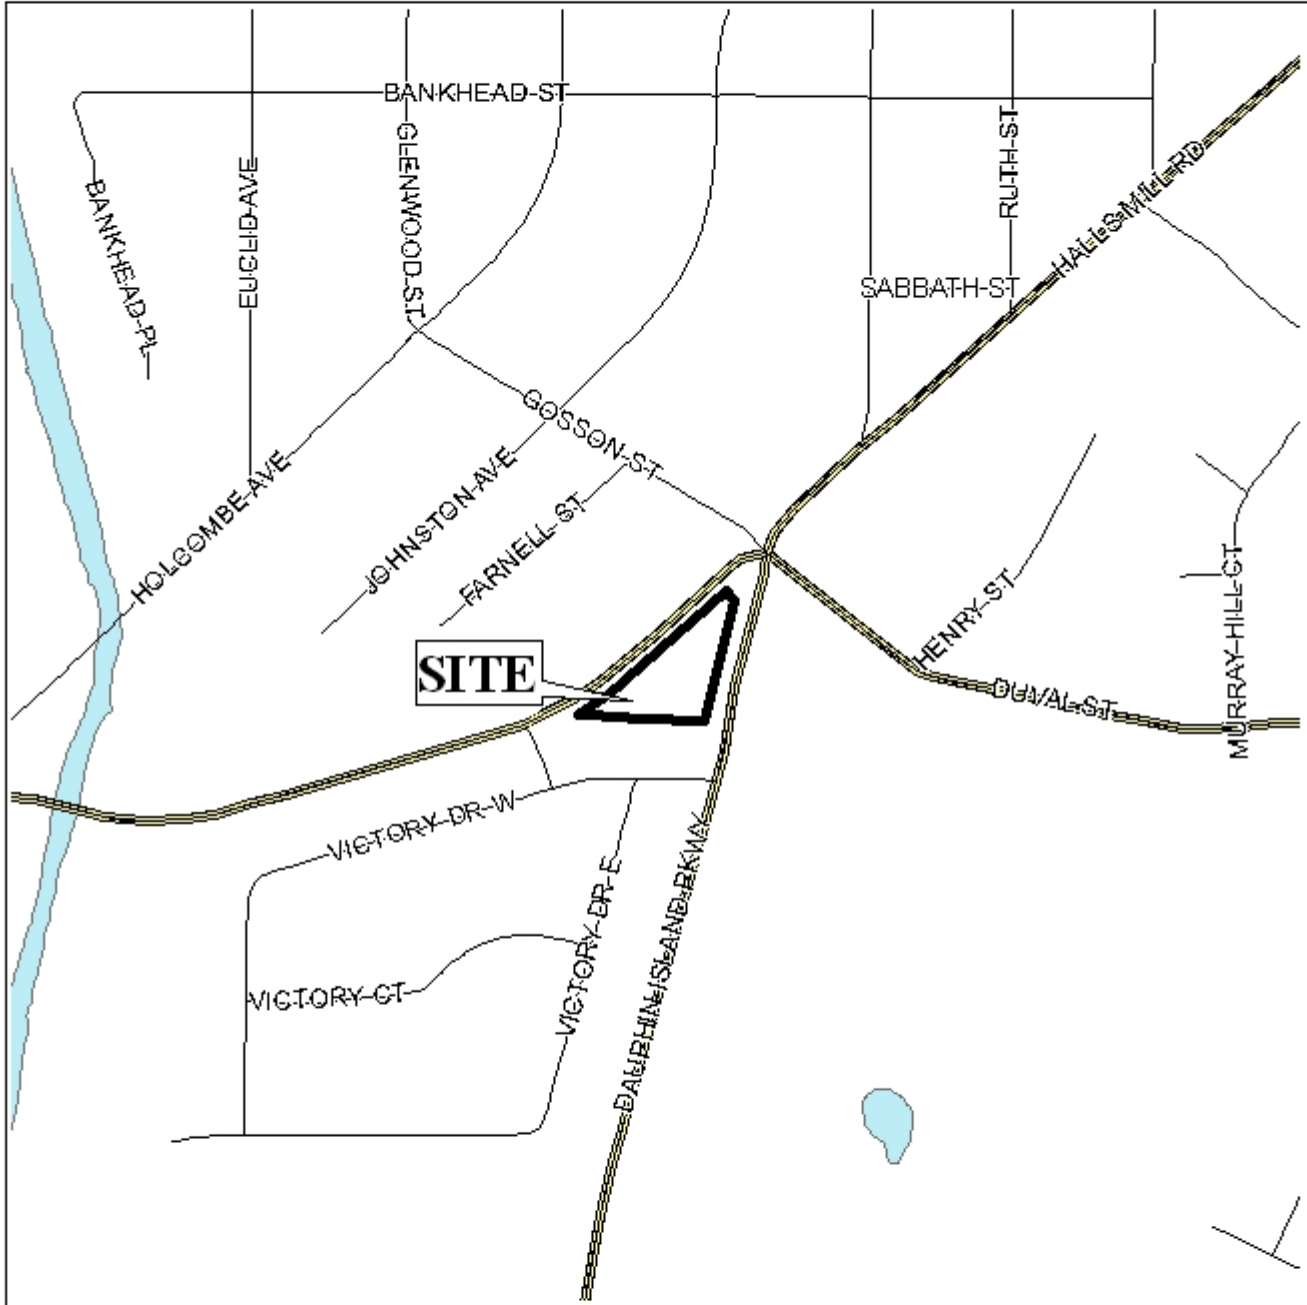 BANKHEAD ST
GLENWOOD ST
RUTH ST
HALLS MILL RD
EUCLID AVE
BANKHEAD PL
SABBATH ST
GOSSON ST
HOLCOMBE AVE
JOHNSTON AVE
FARNELL ST
HENRY ST
MURRAY HILL CT
SITE
DUVAL ST
VICTORY DR W
VICTORY DR E
DAUPHIN ISLAND PKWY
VICTORY CT